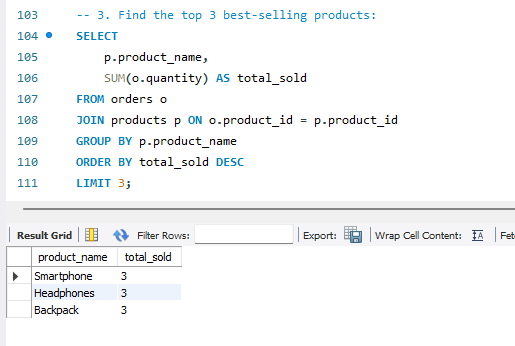 103 -- 3. Find the top 3 best-selling products:
104 SELECT
105 p.product_name,
106 SUM(o.quantity) AS total_sold
107 FROM orders o
108 JOIN products p ON o.product_id = p.product_id
109 GROUP BY p.product_name
110 ORDER BY total_sold DESC
111 LIMIT 3;
Result Grid Filter Rows: Export: Wrap Cell Content: IA Fet
product_name total_sold
Smartphone 3
Headphones 3
Backpack 3